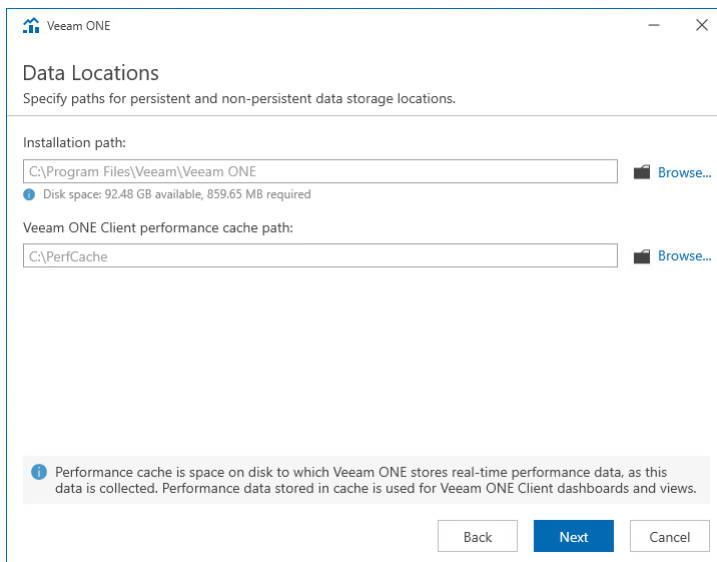 Veeam ONE
Data Locations
Specify paths for persistent and non-persistent data storage locations.
Installation path:
C:\Program Files\Veeam\Veeam ONE
Browse...
Disk space: 92.48 GB available, 859.65 MB required
Veeam ONE Client performance cache path:
C:\PerfCache
Browse...
Performance cache is space on disk to which Veeam ONE stores real-time performance data, as this
data is collected. Performance data stored in cache is used for Veeam ONE Client dashboards and views.
Back
Next
Cancel